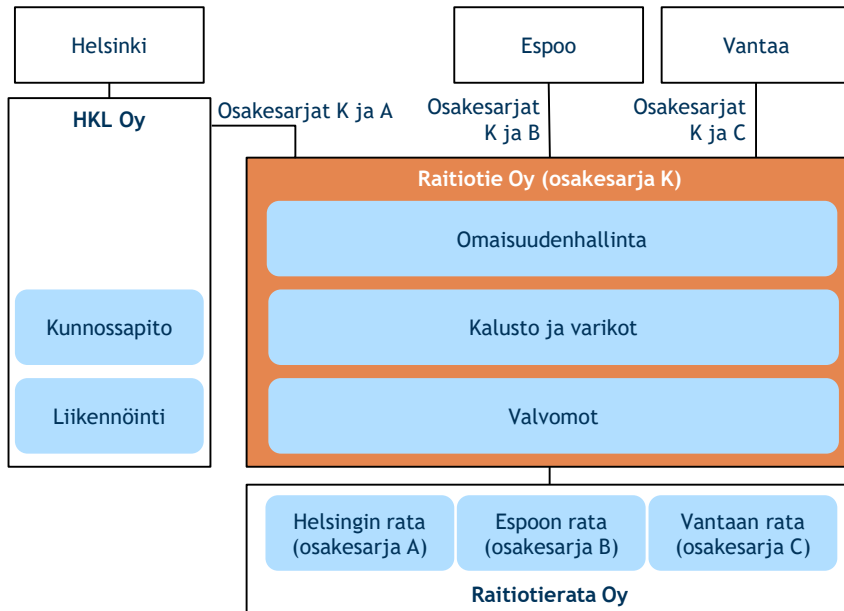 Helsinki
Espoo
Vantaa
HKL Oy
Osakesarjat K ja A
Osakesarjat
K ja B
Osakesarjat
K ja C
Raitiotie Oy (osakesarja K)
Omaisuudenhallinta
Kunnossapito
Kalusto ja varikot
Liikennöinti
Valvomot
Helsingin rata
(osakesarja A)
Espoon rata
(osakesarja B)
Vantaan rata
(osakesarja C)
Raitiotierata Oy